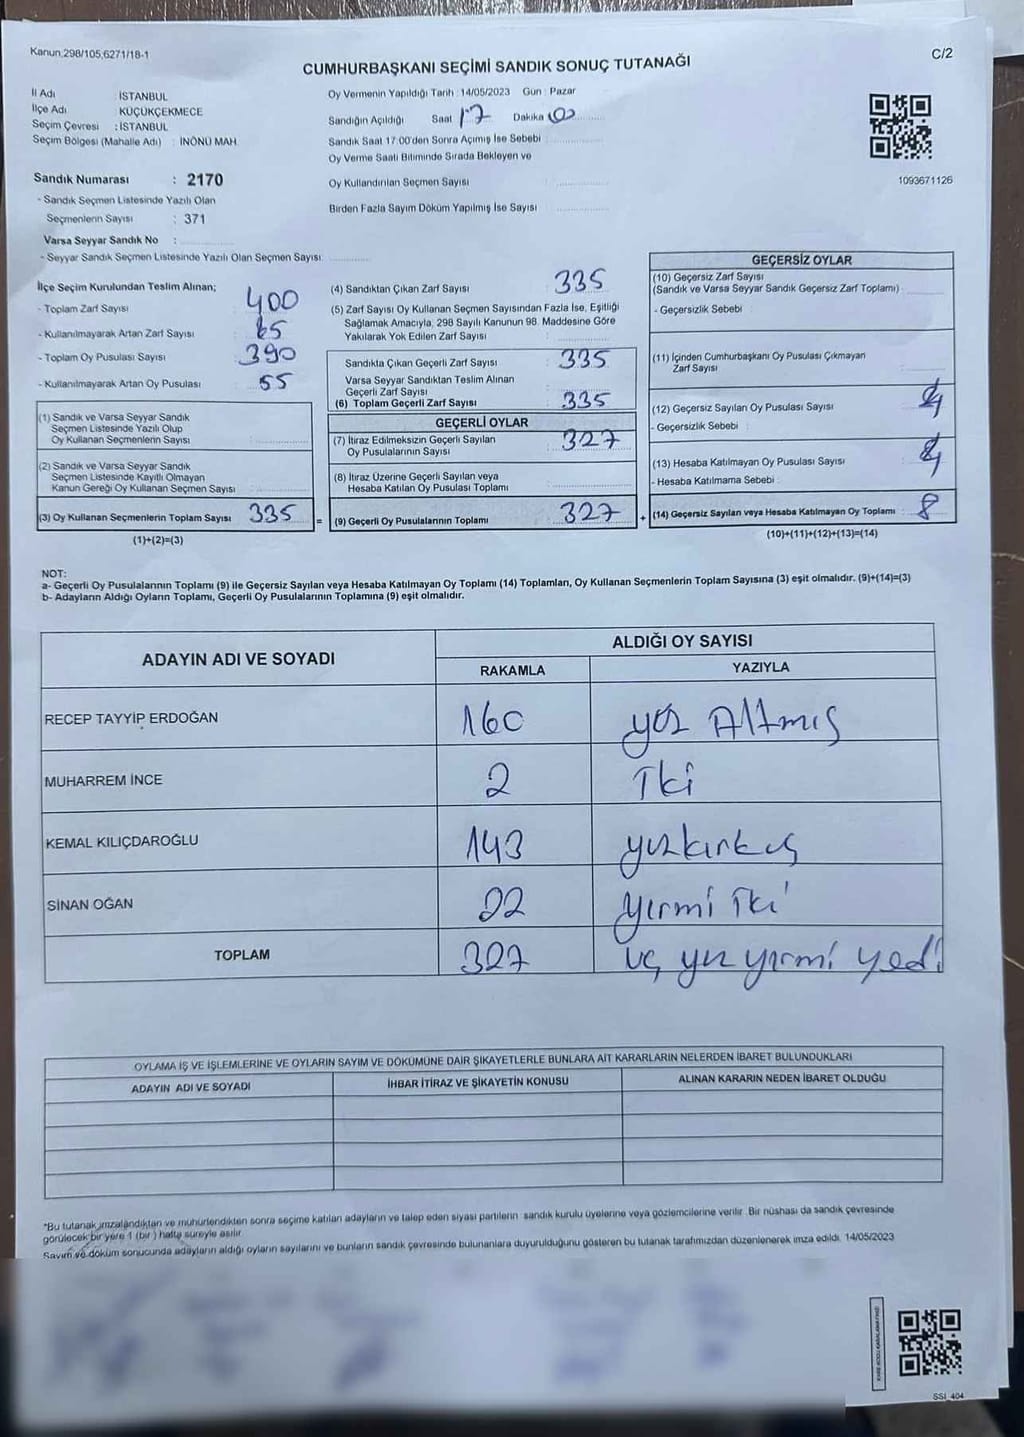 Kanun:298/105;6271/18-1
C/2
CUMHURBAŞKANI SEÇİMİ SANDIK SONUÇ TUTANAĞI
İl Adı : İSTANBUL
İlçe Adı KÜÇÜKÇEKMECE
Seçim Çevresi : İSTANBUL
Seçim Bölgesi (Mahalle Adı) : İNÖNÜ MAH.
Sandık Numarası : 2170
- Sandık Seçmen Listesinde Yazılı Olan
Seçmenlerin Sayısı : 371
Varsa Seyyar Sandık No :
- Seyyar Sandık Seçmen Listesinde Yazılı Olan Seçmen Sayısı:
Oy Vermenin Yapıldığı Tarih : 14/05/2023 Gün : Pazar
Sandığın Açıldığı Saat 17 Dakika 00
Sandık Saat 17:00'den Sonra Açımış İse Sebebi :
Oy Verme Saati Bitiminde Sırada Bekleyen ve
Oy Kullandırılan Seçmen Sayısı :
Birden Fazla Sayım Döküm Yapılmış İse Sayısı
1093671126
İlçe Seçim Kurulundan Teslim Alınan;
- Toplam Zarf Sayısı 400
- Kullanılmayarak Artan Zarf Sayısı 65
- Toplam Oy Pusulası Sayısı 390
- Kullanılmayarak Artan Oy Pusulası 55
(1) Sandık ve Varsa Seyyar Sandık
Seçmen Listesinde Yazılı Olup
Oy Kullanan Seçmenlerin Sayısı :
(2) Sandık ve Varsa Seyyar Sandık
Seçmen Listesinde Kayıtlı Olmayan
Kanun Gereği Oy Kullanan Seçmen Sayısı :
(3) Oy Kullanan Seçmenlerin Toplam Sayısı 335 =
(1)+(2)=(3)
(4) Sandıktan Çıkan Zarf Sayısı : 335
(5) Zarf Sayısı Oy Kullanan Seçmen Sayısından Fazla İse, Eşitliği
Sağlamak Amacıyla, 298 Sayılı Kanunun 98. Maddesine Göre
Yakılarak Yok Edilen Zarf Sayısı :
Sandıkta Çıkan Geçerli Zarf Sayısı : 335
Varsa Seyyar Sandıktan Teslim Alınan
Geçerli Zarf Sayısı
(6) Toplam Geçerli Zarf Sayısı : 335
GEÇERLİ OYLAR
(7) İtiraz Edilmeksizin Geçerli Sayılan
Oy Pusulalarının Sayısı : 327
(8) İtiraz Üzerine Geçerli Sayılan veya
Hesaba Katılan Oy Pusulası Toplamı :
(9) Geçerli Oy Pusulalarının Toplamı : 327 +
GEÇERSİZ OYLAR
(10) Geçersiz Zarf Sayısı
(Sandık ve Varsa Seyyar Sandık Geçersiz Zarf Toplamı)
- Geçersizlik Sebebi :
(11) İçinden Cumhurbaşkanı Oy Pusulası Çıkmayan
Zarf Sayısı
(12) Geçersiz Sayılan Oy Pusulası Sayısı :
- Geçersizlik Sebebi :
(13) Hesaba Katılmayan Oy Pusulası Sayısı
- Hesaba Katılmama Sebebi :
(14) Geçersiz Sayılan veya Hesaba Katılmayan Oy Toplamı : 8
(10)+(11)+(12)+(13)=(14)
NOT:
a- Geçerli Oy Pusulalarının Toplamı (9) ile Geçersiz Sayılan veya Hesaba Katılmayan Oy Toplamı (14) Toplamları, Oy Kullanan Seçmenlerin Toplam Sayısına (3) eşit olmalıdır. (9)+(14)=(3)
b- Adayların Aldığı Oyların Toplamı, Geçerli Oy Pusulalarının Toplamına (9) eşit olmalıdır.
ADAYIN ADI VE SOYADI
ALDIĞI OY SAYISI
RAKAMLA YAZIYLA
RECEP TAYYİP ERDOĞAN 160 yüz Altmış
MUHARREM İNCE 2 İki
KEMAL KILIÇDAROĞLU 143 yuzkırküç
SİNAN OĞAN 22 yirmi iki
TOPLAM 327 üç yuz yirmi yedi
OYLAMA İŞ VE İŞLEMLERİNE VE OYLARIN SAYIM VE DÖKÜMÜNE DAİR ŞİKAYETLERLE BUNLARA AİT KARARLARIN NELERDEN İBARET BULUNDUKLARI
ADAYIN ADI VE SOYADI İHBAR İTİRAZ VE ŞİKAYETİN KONUSU ALINAN KARARIN NEDEN İBARET OLDUĞU
*Bu tutanak imzalandıktan ve mühürlendikten sonra seçime katılan adayların ve talep eden siyasi partilerin sandık kurulu üyelerine veya gözlemcilerine verilir. Bir nüshası da sandık çevresinde
görülecek bir yere 1 (bir ) hafta süreyle asılır.
Sayım ve döküm sonucunda adayların aldığı oyların sayılarını ve bunların sandık çevresinde bulunanlara duyurulduğunu gösteren bu tutanak tarafımızdan düzenlenerek imza edildi. 14/05/2023
SSI_404